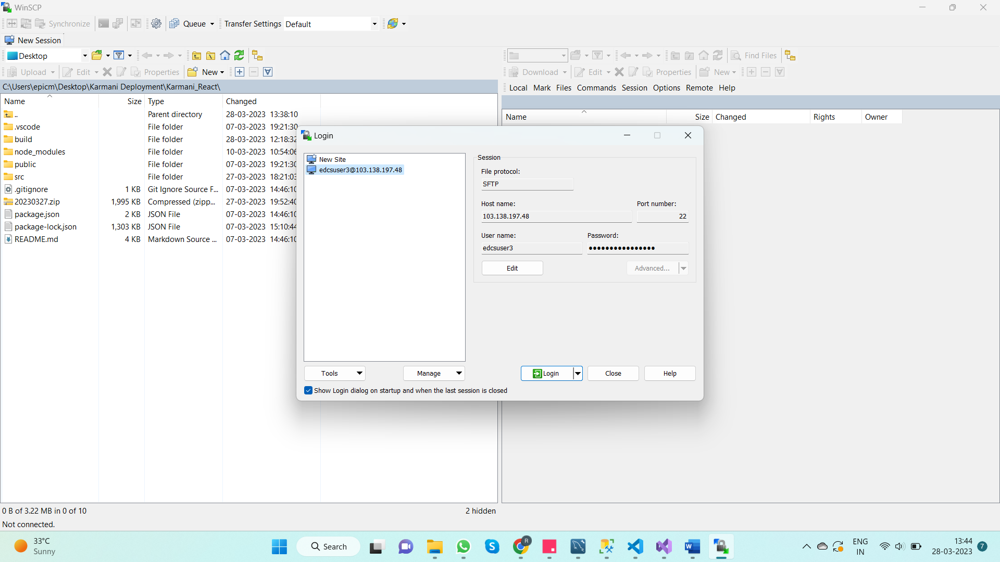 WinSCP
Synchronize
Queue
Transfer Settings Default
New Session
Desktop
Find Files
Upload Edit Properties New
Download Edit Properties New
C:\Users\epicm\Desktop\Karmani Deployment\Karmani_React\
Local Mark Files Commands Session Options Remote Help
Name Size Type Changed
Name Size Changed Rights Owner
.. Parent directory 28-03-2023 13:38:10
.vscode File folder 07-03-2023 19:21:30
build File folder 28-03-2023 12:18:32
node_modules File folder 10-03-2023 10:54:06
public File folder 07-03-2023 19:21:30
src File folder 27-03-2023 18:21:03
.gitignore 1 KB Git Ignore Source F... 07-03-2023 14:46:10
20230327.zip 1,995 KB Compressed (zipp... 27-03-2023 19:52:40
package.json 2 KB JSON File 07-03-2023 14:46:10
package-lock.json 1,303 KB JSON File 07-03-2023 15:10:44
README.md 4 KB Markdown Source ... 07-03-2023 14:46:10
Login
New Site
edcsuser3@103.138.197.48
Session
File protocol:
SFTP
Host name: Port number:
103.138.197.48 22
User name: Password:
edcsuser3 ••••••••••••••••
Edit Advanced...
Tools Manage Login Close Help
Show Login dialog on startup and when the last session is closed
0 B of 3.22 MB in 0 of 10 2 hidden
Not connected.
33°C
Sunny
Search
R
ENG
IN
13:44
28-03-2023
7